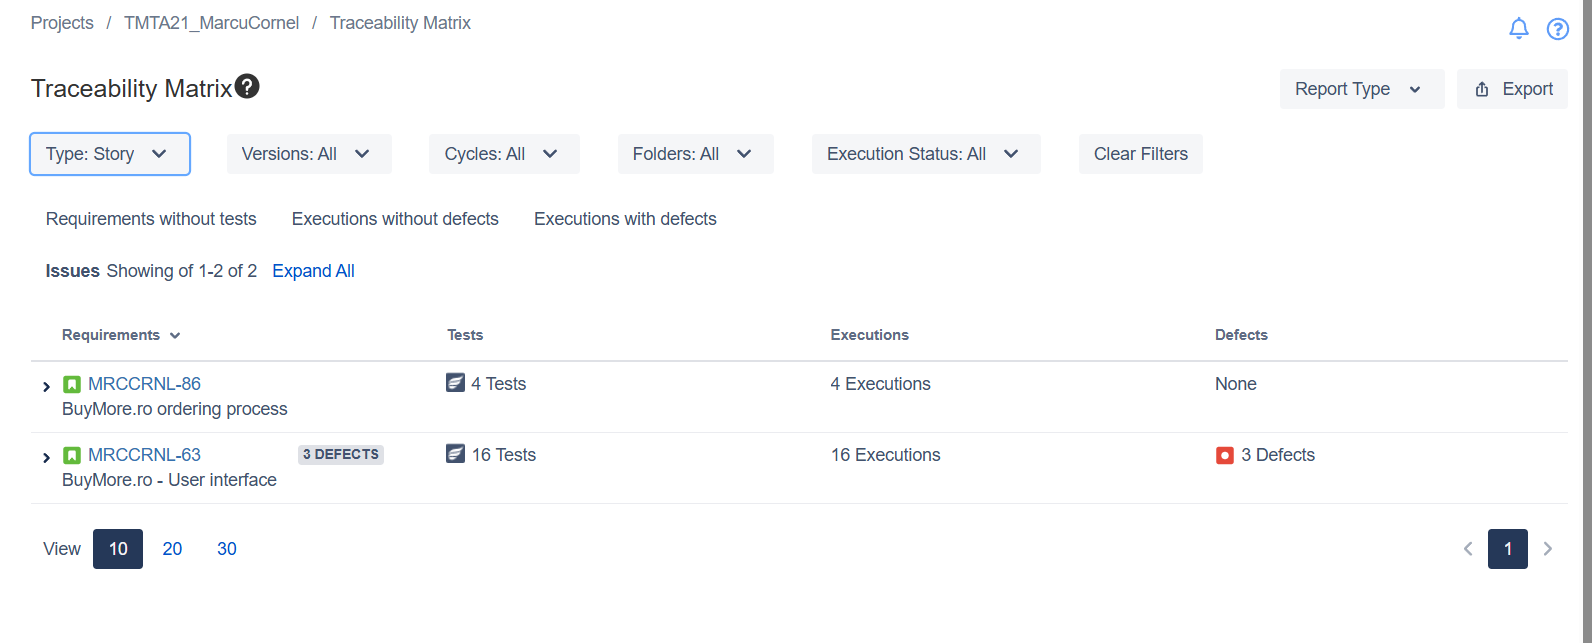 Projects / TMTA21_MarcuCornel / Traceability Matrix
Traceability Matrix
Report Type
Export
Type: Story
Versions: All
Cycles: All
Folders: All
Execution Status: All
Clear Filters
Requirements without tests
Executions without defects
Executions with defects
Issues Showing of 1-2 of 2 Expand All
Requirements
Tests
Executions
Defects
MRCCRNL-86
4 Tests
4 Executions
None
BuyMore.ro ordering process
MRCCRNL-63
3 DEFECTS
16 Tests
16 Executions
3 Defects
BuyMore.ro - User interface
View 10 20 30
1